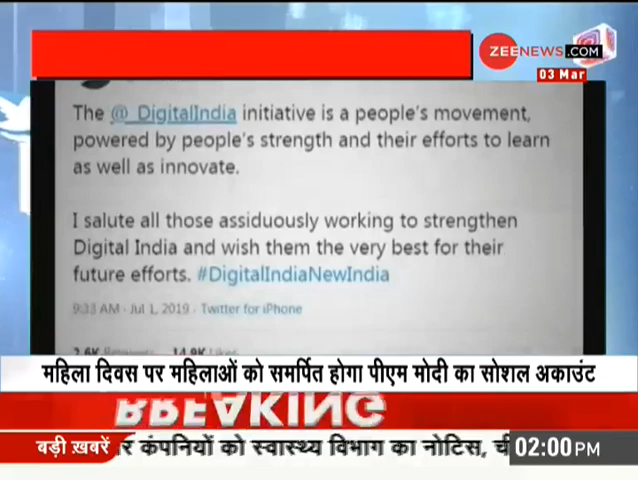 ZEENEWS.COM
03 Mar
The @_DigitalIndia initiative is a people's movement,
powered by people's strength and their efforts to learn
as well as innovate.
I salute all those assiduously working to strengthen
Digital India and wish them the very best for their
future efforts. #DigitalIndiaNewIndia
9:33 AM - Jul 1, 2019 · Twitter for iPhone
महिला दिवस पर महिलाओं को समर्पित होगा पीएम मोदी का सोशल अकाउंट
BREAKING
बड़ी ख़बरें
कंपनियों को स्वास्थ्य विभाग का नोटिस,
02:00 PM